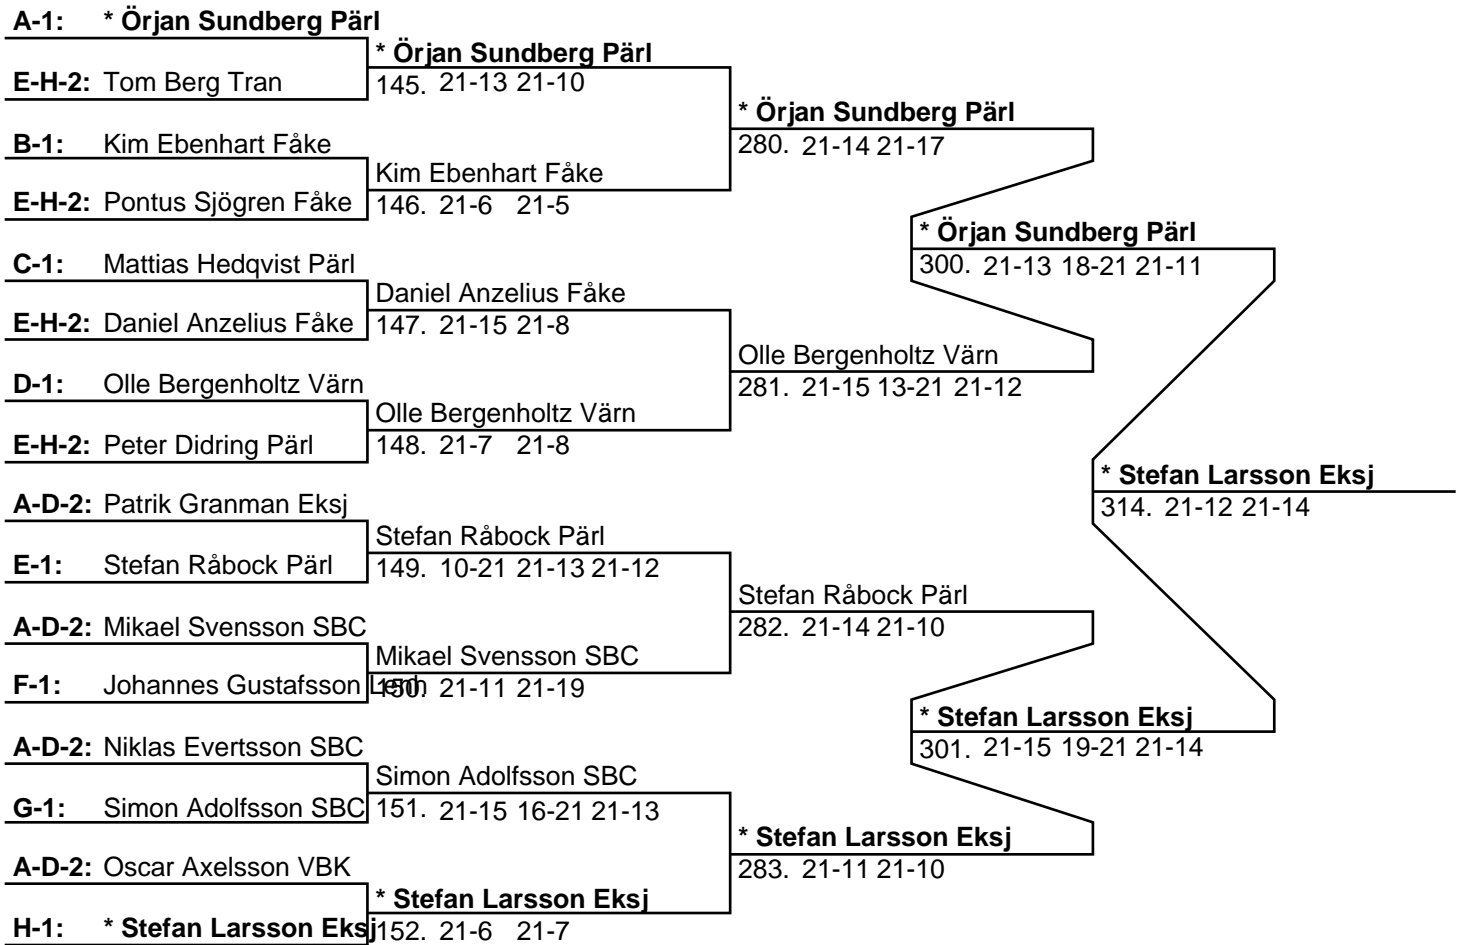 A-1: * Örjan Sundberg Pärl
* Örjan Sundberg Pärl
E-H-2: Tom Berg Tran
145. 21-13 21-10
* Örjan Sundberg Pärl
B-1: Kim Ebenhart Fåke
280. 21-14 21-17
Kim Ebenhart Fåke
E-H-2: Pontus Sjögren Fåke
146. 21-6 21-5
* Örjan Sundberg Pärl
C-1: Mattias Hedqvist Pärl
300. 21-13 18-21 21-11
Daniel Anzelius Fåke
E-H-2: Daniel Anzelius Fåke
147. 21-15 21-8
Olle Bergenholtz Värn
D-1: Olle Bergenholtz Värn
281. 21-15 13-21 21-12
Olle Bergenholtz Värn
E-H-2: Peter Didring Pärl
148. 21-7 21-8
* Stefan Larsson Eksj
A-D-2: Patrik Granman Eksj
314. 21-12 21-14
Stefan Råbock Pärl
E-1: Stefan Råbock Pärl
149. 10-21 21-13 21-12
Stefan Råbock Pärl
A-D-2: Mikael Svensson SBC
282. 21-14 21-10
Mikael Svensson SBC
F-1: Johannes Gustafsson Lenh
150. 21-11 21-19
* Stefan Larsson Eksj
A-D-2: Niklas Evertsson SBC
301. 21-15 19-21 21-14
Simon Adolfsson SBC
G-1: Simon Adolfsson SBC
151. 21-15 16-21 21-13
* Stefan Larsson Eksj
A-D-2: Oscar Axelsson VBK
283. 21-11 21-10
* Stefan Larsson Eksj
H-1: * Stefan Larsson Eksj
152. 21-6 21-7